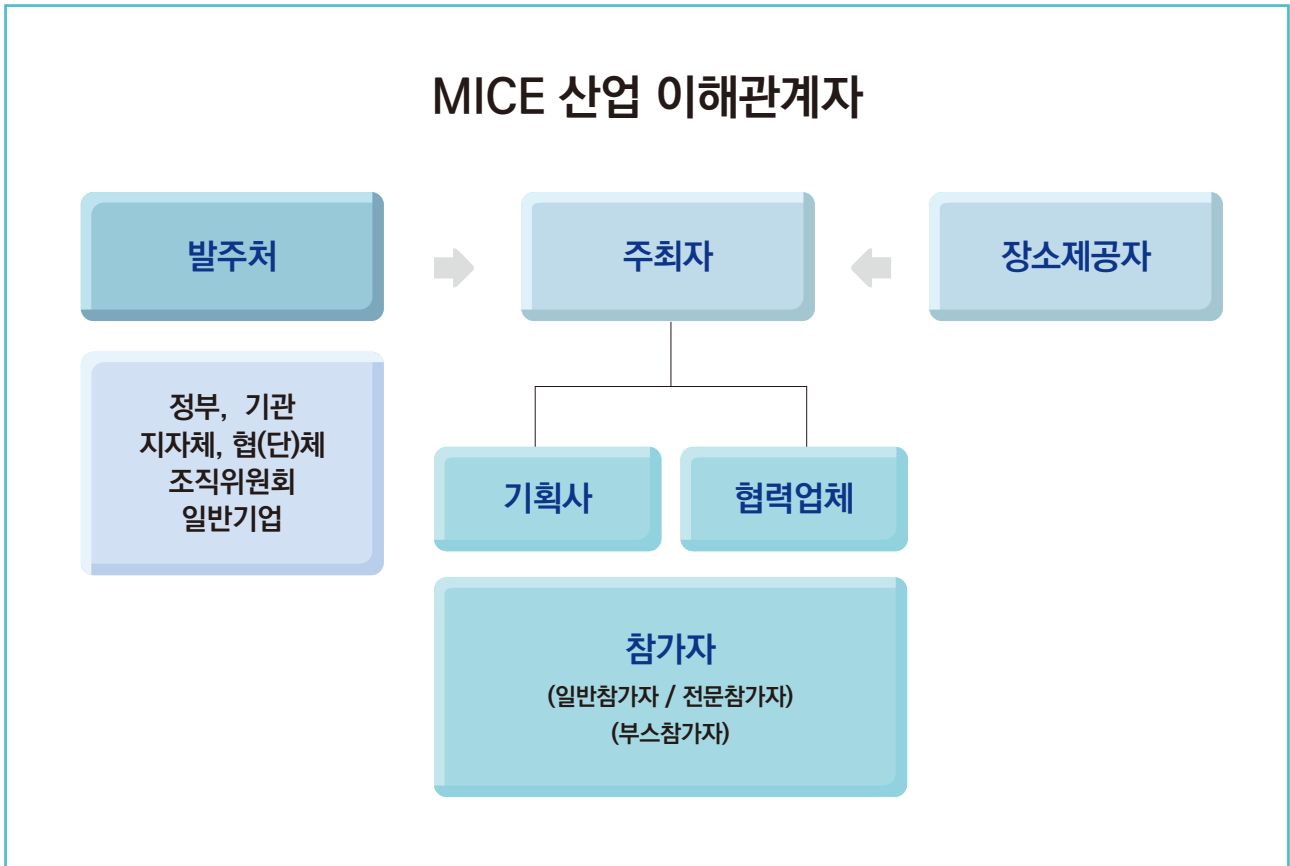 MICE 산업 이해관계자
발주처
주최자
장소제공자
정부, 기관
지자체, 협(단)체
조직위원회
일반기업
기획사
협력업체
참가자
(일반참가자 / 전문참가자)
(부스참가자)